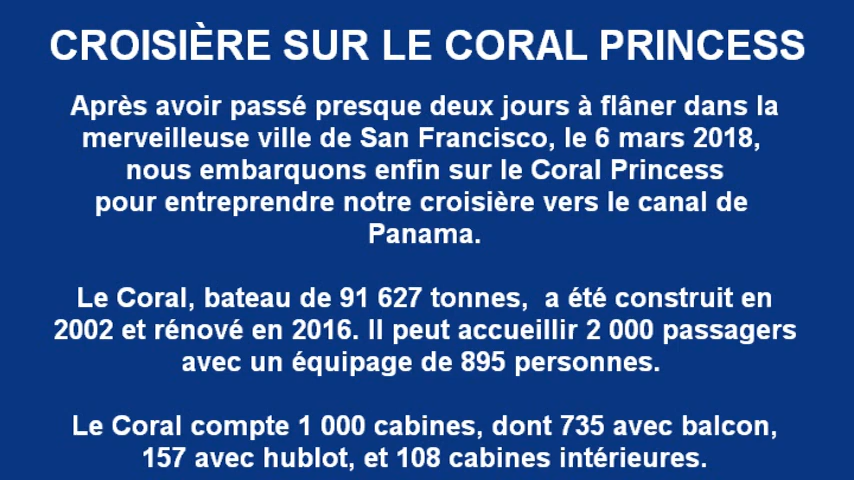 CROISIÈRE SUR LE CORAL PRINCESS
Après avoir passé presque deux jours à flâner dans la
merveilleuse ville de San Francisco, le 6 mars 2018,
nous embarquons enfin sur le Coral Princess
pour entreprendre notre croisière vers le canal de
Panama.
Le Coral, bateau de 91 627 tonnes,  a été construit en
2002 et rénové en 2016. Il peut accueillir 2 000 passagers
avec un équipage de 895 personnes.
Le Coral compte 1 000 cabines, dont 735 avec balcon,
157 avec hublot, et 108 cabines intérieures.